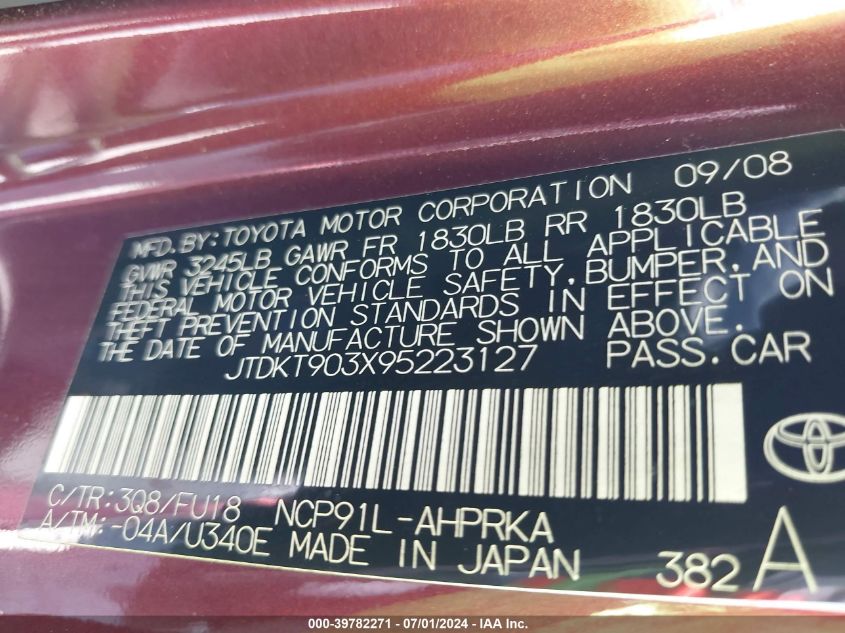 MFD.BY:TOYOTA MOTOR CORPORATION 09/08
GVWR 3245LB GAWR FR 1830LB RR 1830LB
THIS VEHICLE CONFORMS TO ALL APPLICABLE
FEDERAL MOTOR VEHICLE SAFETY,BUMPER,AND
THEFT PREVENTION STANDARDS IN EFFECT ON
THE DATE OF MANUFACTURE SHOWN ABOVE.
JTDKT903X95223127 PASS.CAR
C/TR:3Q8/FU18 NCP91L-AHPRKA
A/TM:-04A/U340E MADE IN JAPAN 382 A
000-39782271 - 07/01/2024 - IAA Inc.